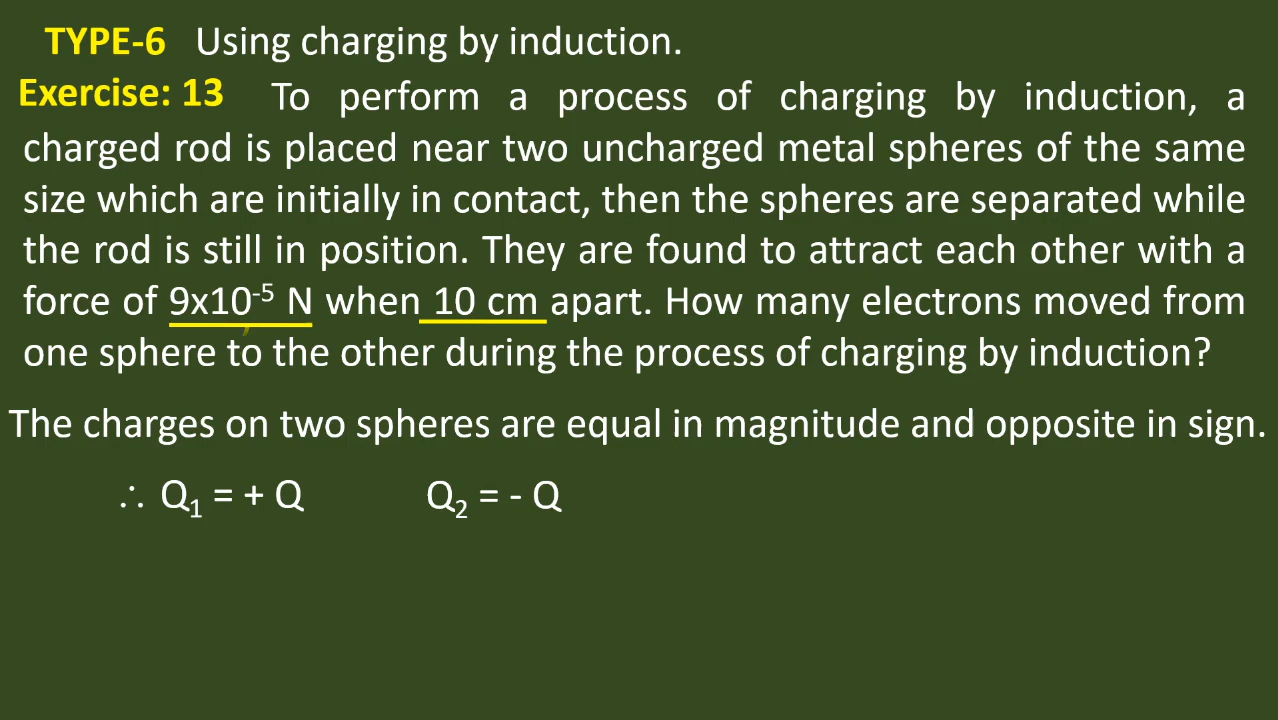 TYPE-6 Using charging by induction.
Exercise: 13 To perform a process of charging by induction, a
charged rod is placed near two uncharged metal spheres of the same
size which are initially in contact, then the spheres are separated while
the rod is still in position. They are found to attract each other with a
force of 9x10⁻⁵ N when 10 cm apart. How many electrons moved from
one sphere to the other during the process of charging by induction?
The charges on two spheres are equal in magnitude and opposite in sign.
∴ Q₁ = + Q Q₂ = - Q